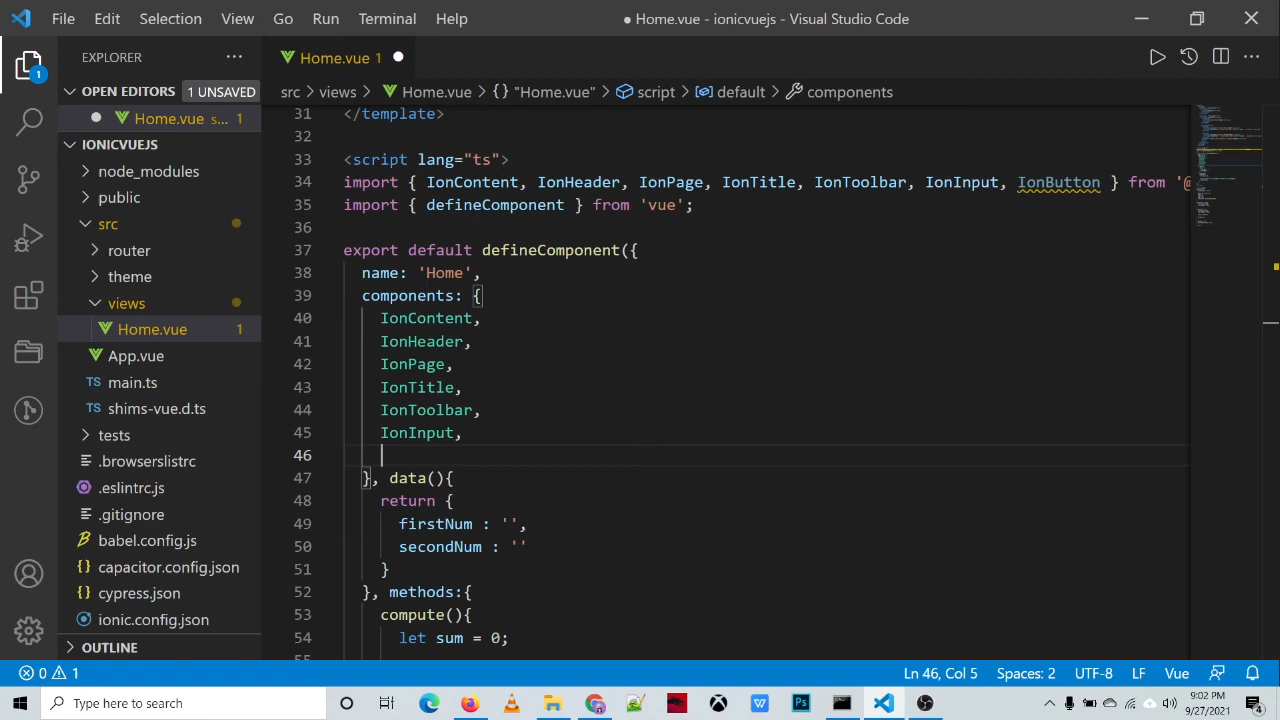 File Edit Selection View Go Run Terminal Help
● Home.vue - ionicvuejs - Visual Studio Code
EXPLORER
Home.vue 1
OPEN EDITORS 1 UNSAVED
Home.vue s... 1
IONICVUEJS
node_modules
public
src
router
theme
views
Home.vue 1
App.vue
main.ts
shims-vue.d.ts
tests
.browserslistrc
.eslintrc.js
.gitignore
babel.config.js
capacitor.config.json
cypress.json
ionic.config.json
OUTLINE
1
src > views > Home.vue > {} "Home.vue" > script > default > components
31 </template>
32
33 <script lang="ts">
34 import { IonContent, IonHeader, IonPage, IonTitle, IonToolbar, IonInput, IonButton } from '@
35 import { defineComponent } from 'vue';
36
37 export default defineComponent({
38 name: 'Home',
39 components: {
40 IonContent,
41 IonHeader,
42 IonPage,
43 IonTitle,
44 IonToolbar,
45 IonInput,
46
47 }, data(){
48 return {
49 firstNum : '',
50 secondNum : ''
51 }
52 }, methods:{
53 compute(){
54 let sum = 0;
55
0 1
Ln 46, Col 5 Spaces: 2 UTF-8 LF Vue
Type here to search
9:02 PM
9/27/2021
4